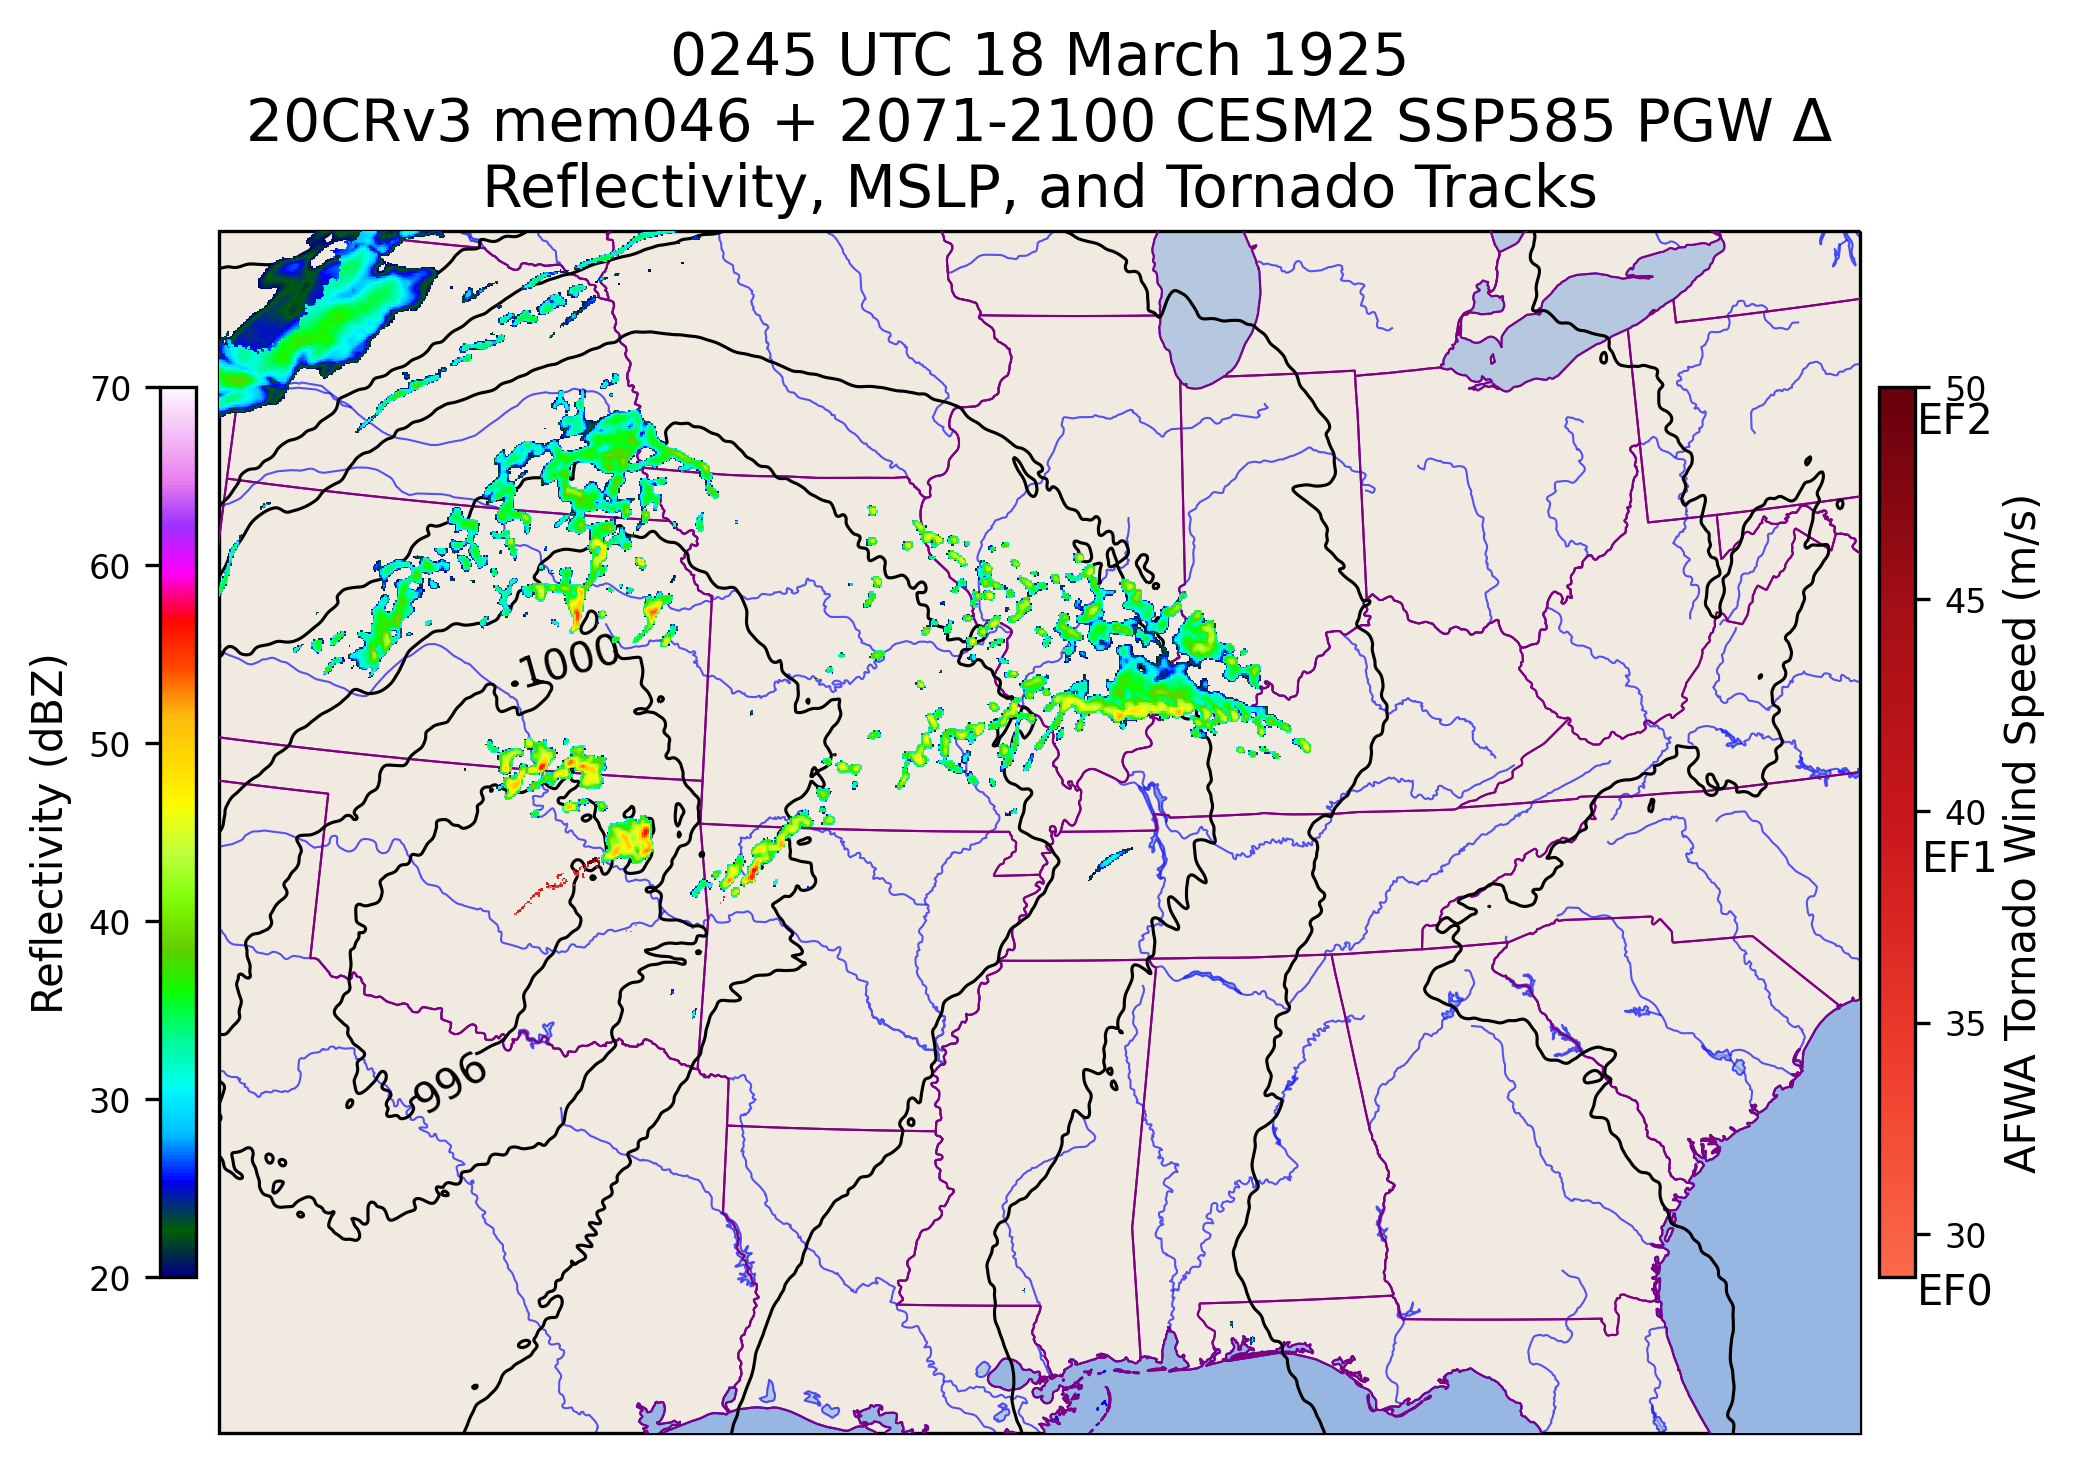 0245 UTC 18 March 1925
20CRv3 mem046 + 2071-2100 CESM2 SSP585 PGW Δ
Reflectivity, MSLP, and Tornado Tracks
Reflectivity (dBZ)
70
60
50
40
30
20
1000
996
50
EF2
45
40
EF1
35
30
EF0
AFWA Tornado Wind Speed (m/s)